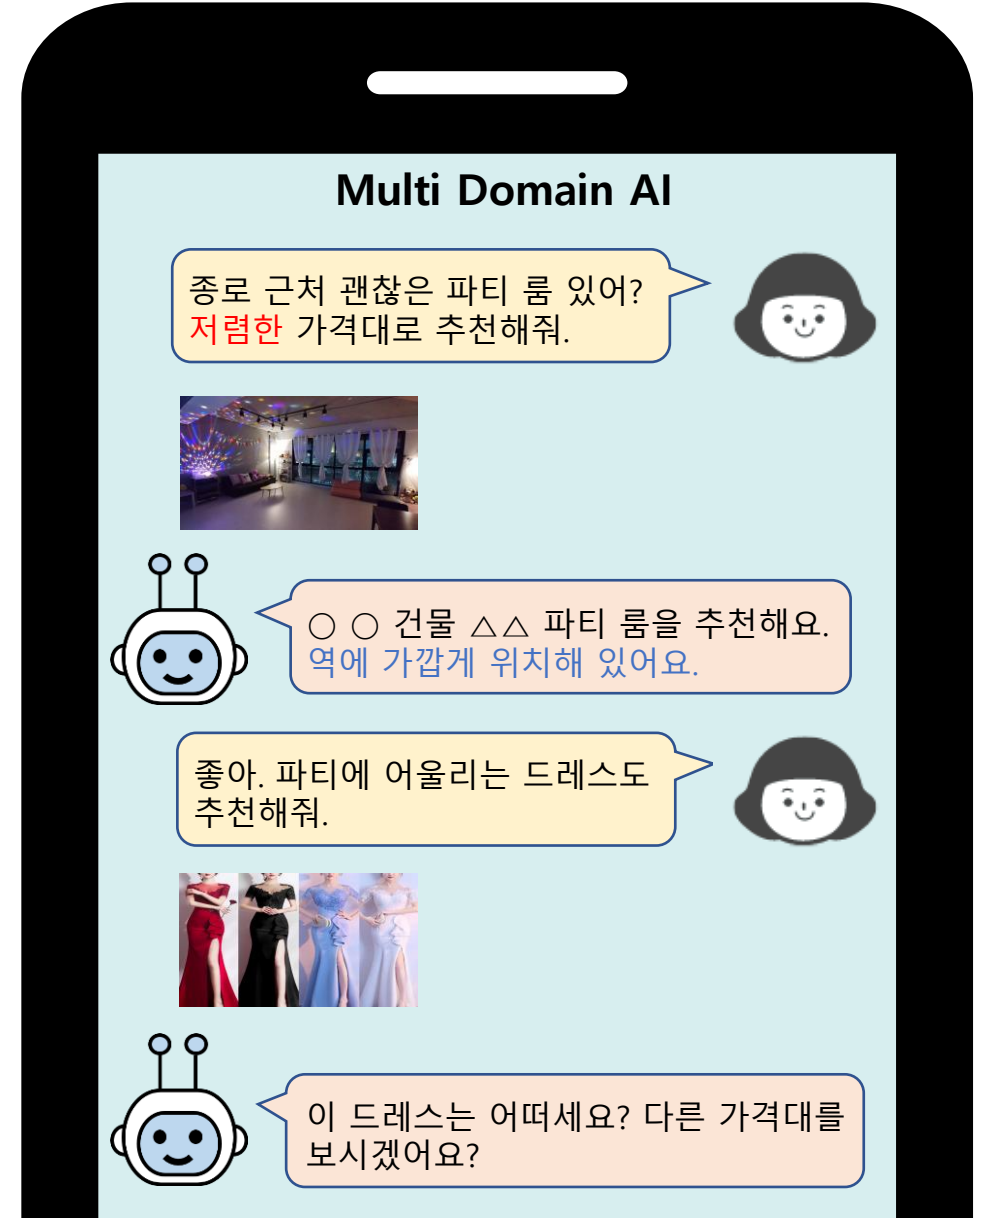 Multi Domain AI
종로 근처 괜찮은 파티 룸 있어?
저렴한 가격대로 추천해줘.
○ ○ 건물 △△ 파티 룸을 추천해요.
역에 가깝게 위치해 있어요.
좋아. 파티에 어울리는 드레스도
추천해줘.
이 드레스는 어떠세요? 다른 가격대를
보시겠어요?